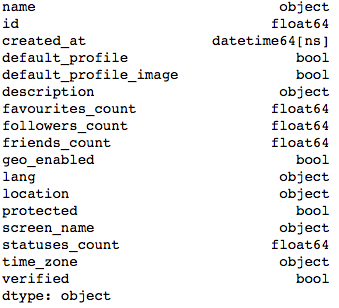 name object
id float64
created_at datetime64[ns]
default_profile bool
default_profile_image bool
description object
favourites_count float64
followers_count float64
friends_count float64
geo_enabled bool
lang object
location object
protected bool
screen_name object
statuses_count float64
time_zone object
verified bool
dtype: object